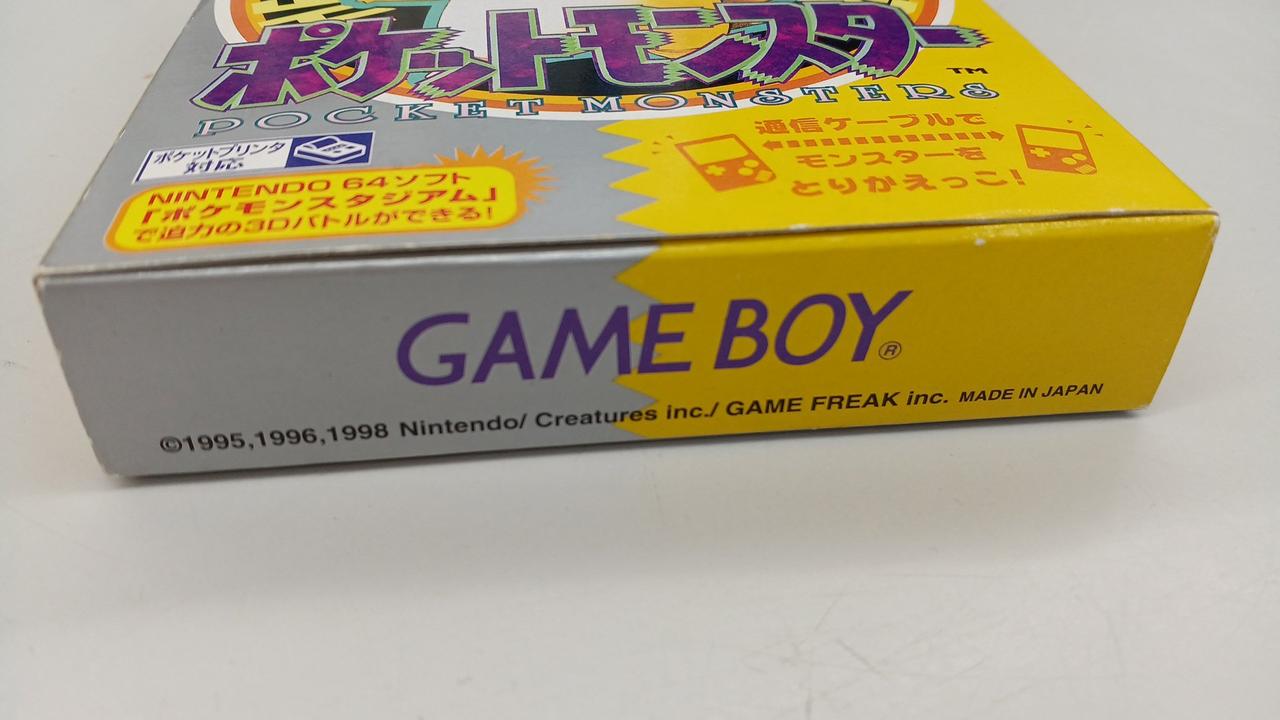 ポケットモンスター
TM
POCKET MONSTERS
ポケットプリンタ
対応
NINTENDO 64ソフト
「ポケモンスタジアム」
で迫力の3Dバトルができる!
通信ケーブルで
モンスターを
とりかえっこ!
GAME BOY®
©1995,1996,1998 Nintendo/ Creatures inc./ GAME FREAK inc. MADE IN JAPAN